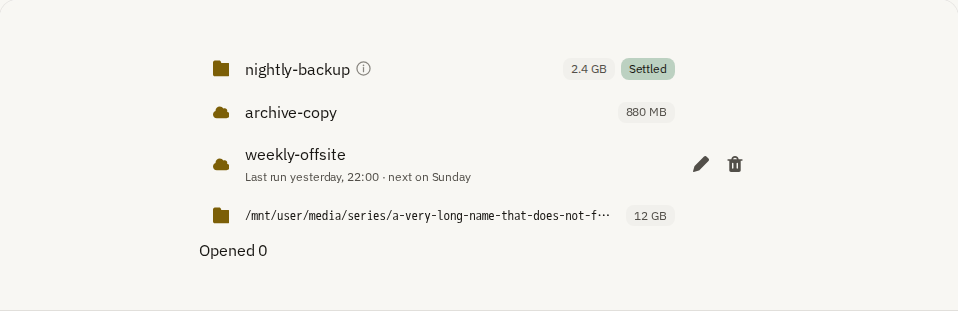 nightly-backup 2.4 GB Settled
archive-copy 880 MB
weekly-offsite
Last run yesterday, 22:00 · next on Sunday
/mnt/user/media/series/a-very-long-name-that-does-not-f… 12 GB
Opened 0